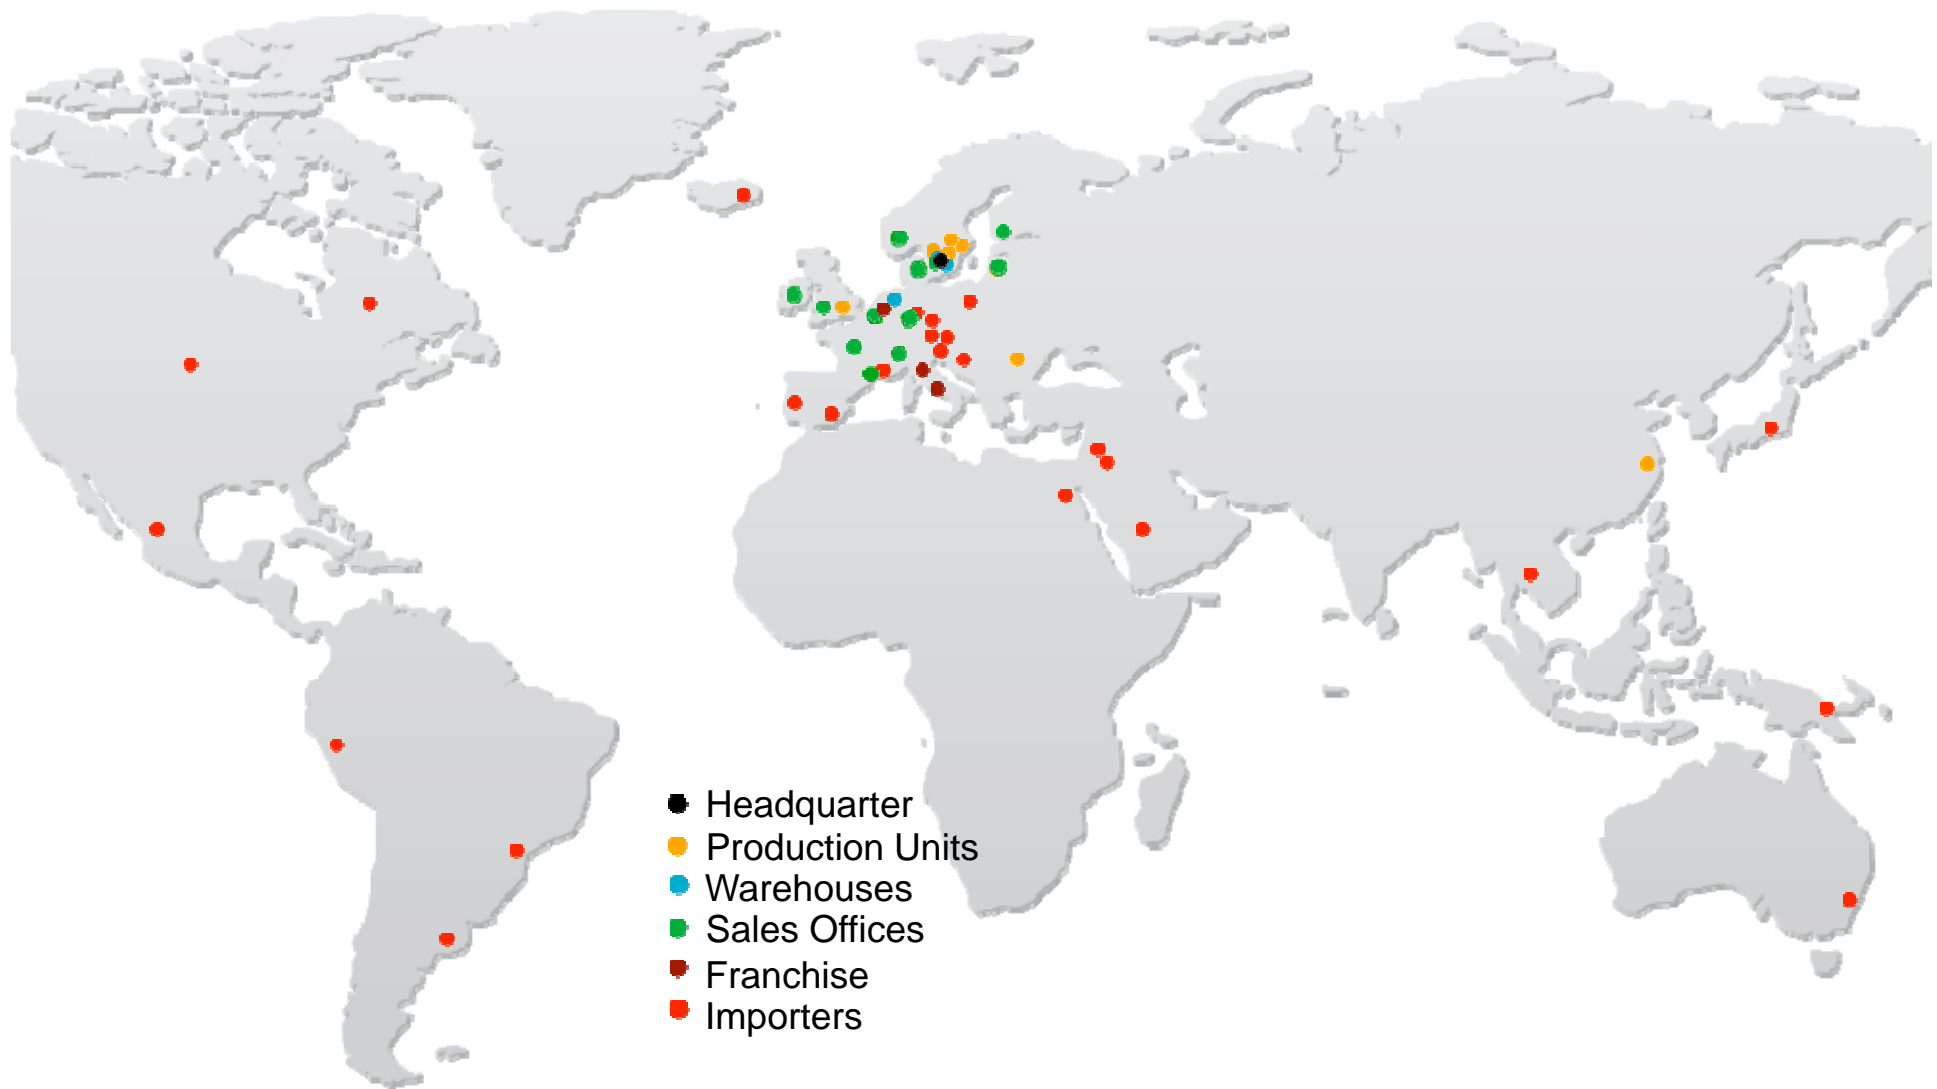 Headquarter
Production Units
Warehouses
Sales Offices
Franchise
Importers